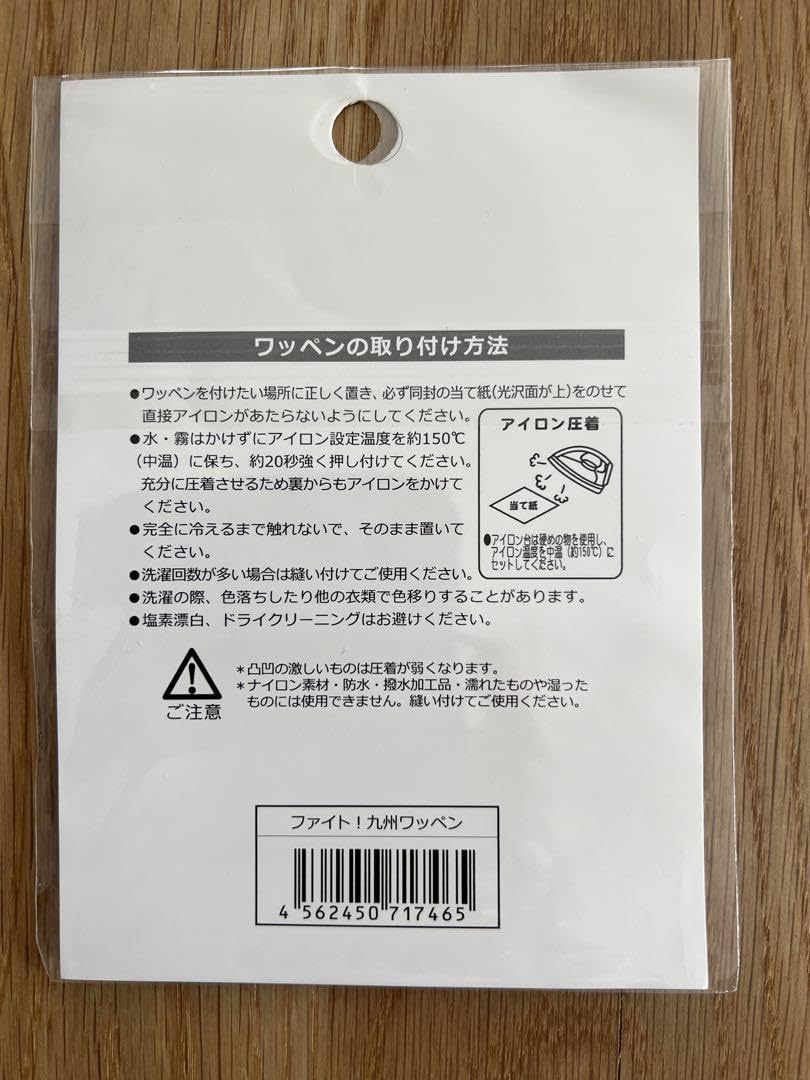 ワッペンの取り付け方法
●ワッペンを付けたい場所に正しく置き、必ず同封の当て紙(光沢面が上)をのせて
直接アイロンがあたらないようにしてください。
●水・霧はかけずにアイロン設定温度を約150℃
(中温)に保ち、約20秒強く押し付けてください。
充分に圧着させるため裏からもアイロンをかけて
ください。
●完全に冷えるまで触れないで、そのまま置いて
ください。
●洗濯回数が多い場合は縫い付けてご使用ください。
●洗濯の際、色落ちしたり他の衣類で色移りすることがあります。
●塩素漂白、ドライクリーニングはお避けください。
アイロン圧着
当て紙
●アイロン台は硬めの物を使用し、
アイロン温度を中温(約150℃)に
セットしてください。
ご注意
＊凸凹の激しいものは圧着が弱くなります。
＊ナイロン素材・防水・撥水加工品・濡れたものや湿った
ものには使用できません。縫い付けてご使用ください。
ファイト！九州ワッペン
4 562450 717465